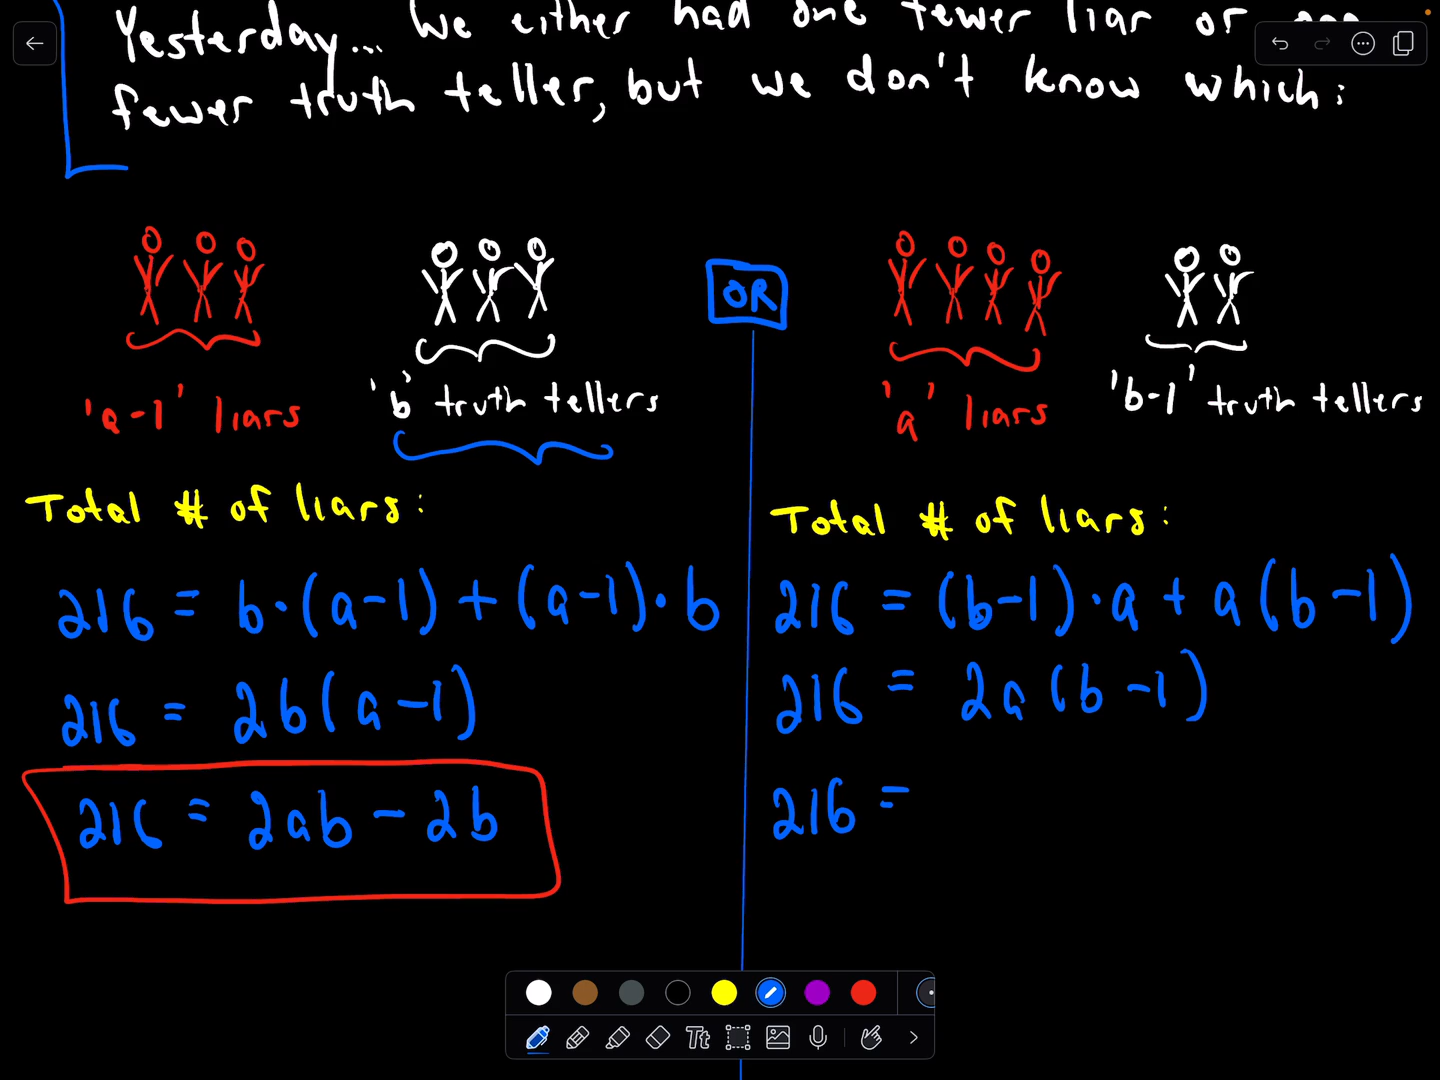 Yesterday... We either had one fewer liar or one
fewer truth teller, but we don't know which:
OR
'a-1' liars
'b' truth tellers
'a' liars
'b-1' truth tellers
Total # of liars:
216 = b·(a-1) + (a-1)·b
216 = 2b(a-1)
216 = 2ab - 2b
Total # of liars:
216 = (b-1)·a + a(b-1)
216 = 2a(b-1)
216 =
Tt